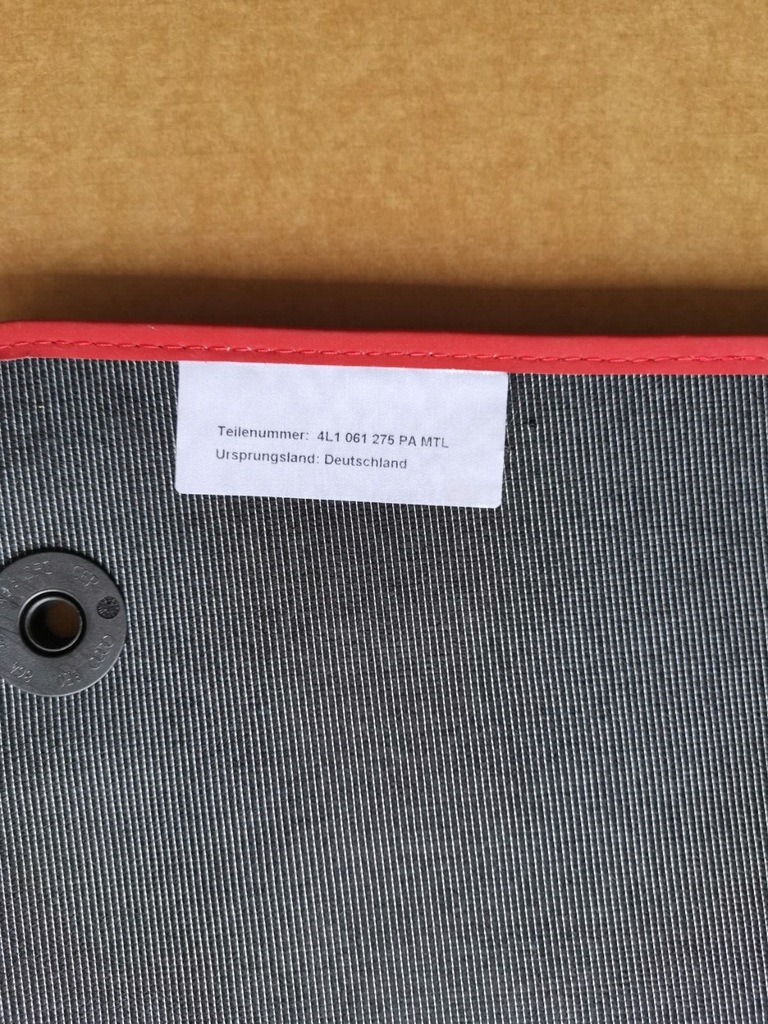 Teilenummer: 4L1 061 275 PA MTL
Ursprungsland: Deutschland